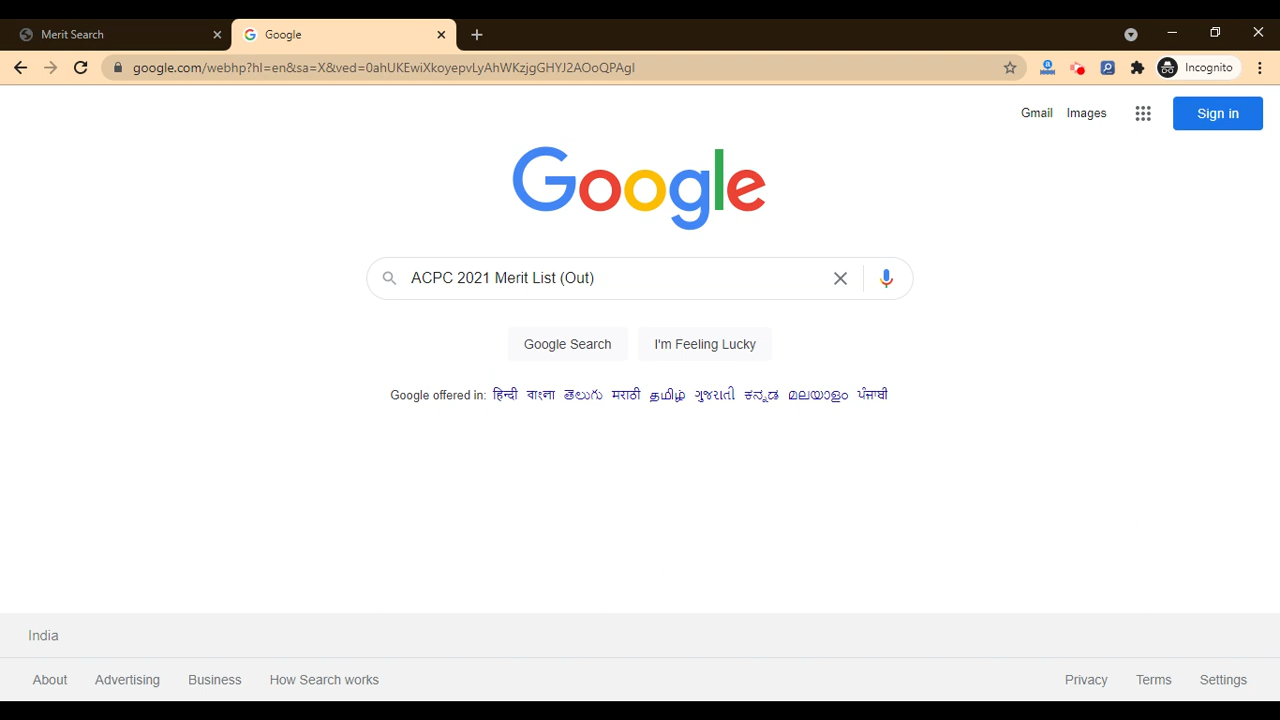 Merit Search
Google
google.com/webhp?hl=en&sa=X&ved=0ahUKEwiXkoyepvLyAhWKzjgGHYJ2AOoQPAgI
Incognito
Gmail Images
Sign in
Google
ACPC 2021 Merit List (Out)
Google Search I'm Feeling Lucky
Google offered in: हिन्दी বাংলা తెలుగు मराठी தமிழ் ગુજરાતી ಕನ್ನಡ മലയാളം ਪੰਜਾਬੀ
India
About Advertising Business How Search works Privacy Terms Settings